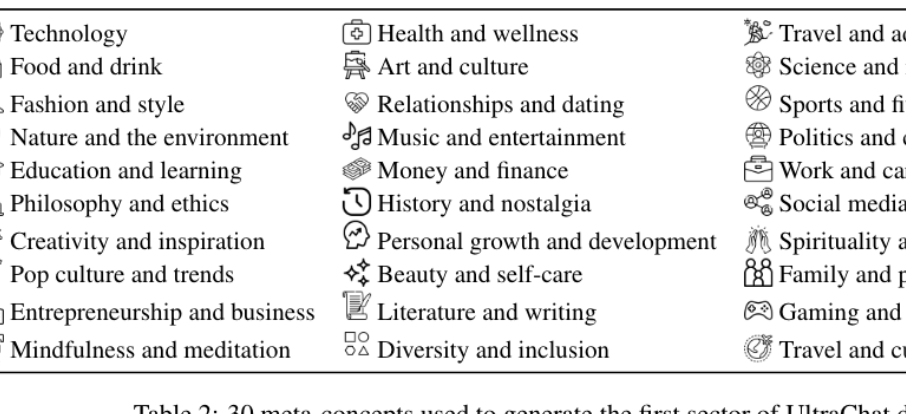 Technology Health and wellness Travel and
Food and drink Art and culture Science and
Fashion and style Relationships and dating Sports and
Nature and the environment Music and entertainment Politics and
Education and learning Money and finance Work and
Philosophy and ethics History and nostalgia Social media
Creativity and inspiration Personal growth and development Spirituality
Pop culture and trends Beauty and self-care Family and
Entrepreneurship and business Literature and writing Gaming and
Mindfulness and meditation Diversity and inclusion Travel and
Table 2: 30 meta-concepts used to generate the first sector of UltraChat